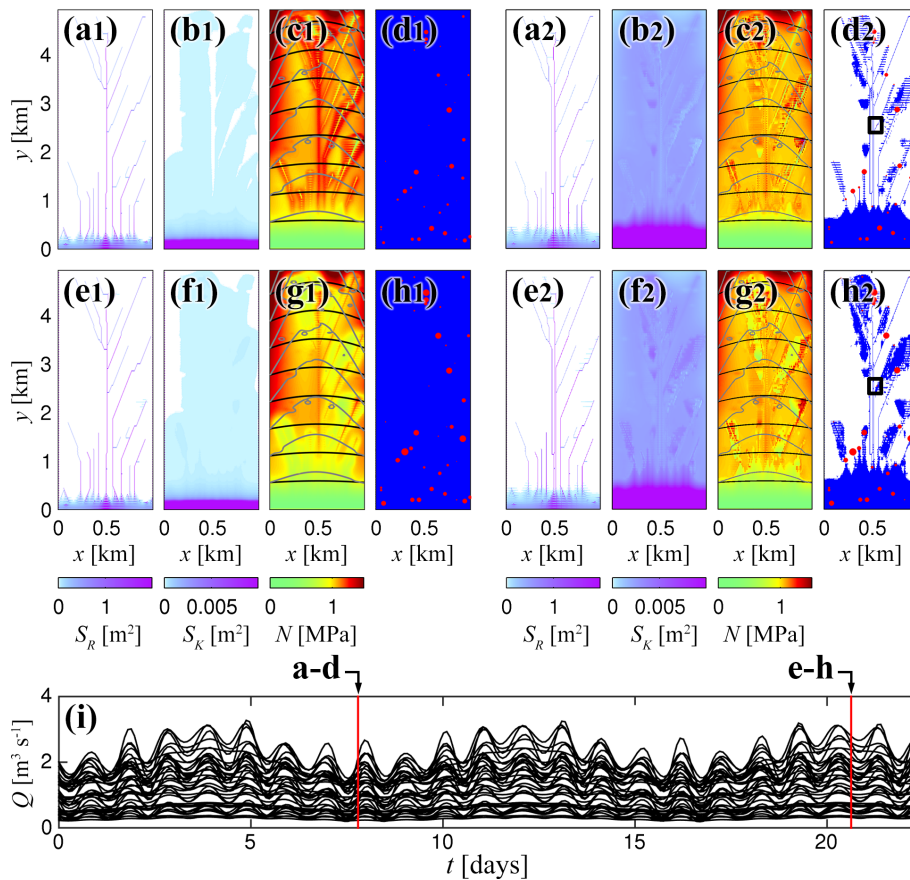 (a1) (b1) (c1) (d1) (a2) (b2) (c2) (d2)
4
3
2
1
0
y [km]
(e1) (f1) (g1) (h1) (e2) (f2) (g2) (h2)
4
3
2
1
0
y [km]
0 0.5 0 0.5 0 0.5 0 0.5 0 0.5 0 0.5 0 0.5 0 0.5
x [km] x [km] x [km] x [km] x [km] x [km] x [km] x [km]
0 1 0 0.005 0 1 0 1 0 0.005 0 1
S_R [m²] S_K [m²] N [MPa] S_R [m²] S_K [m²] N [MPa]
a-d e-h
(i)
4
2
0
Q [m³ s⁻¹]
0 5 10 15 20
t [days]